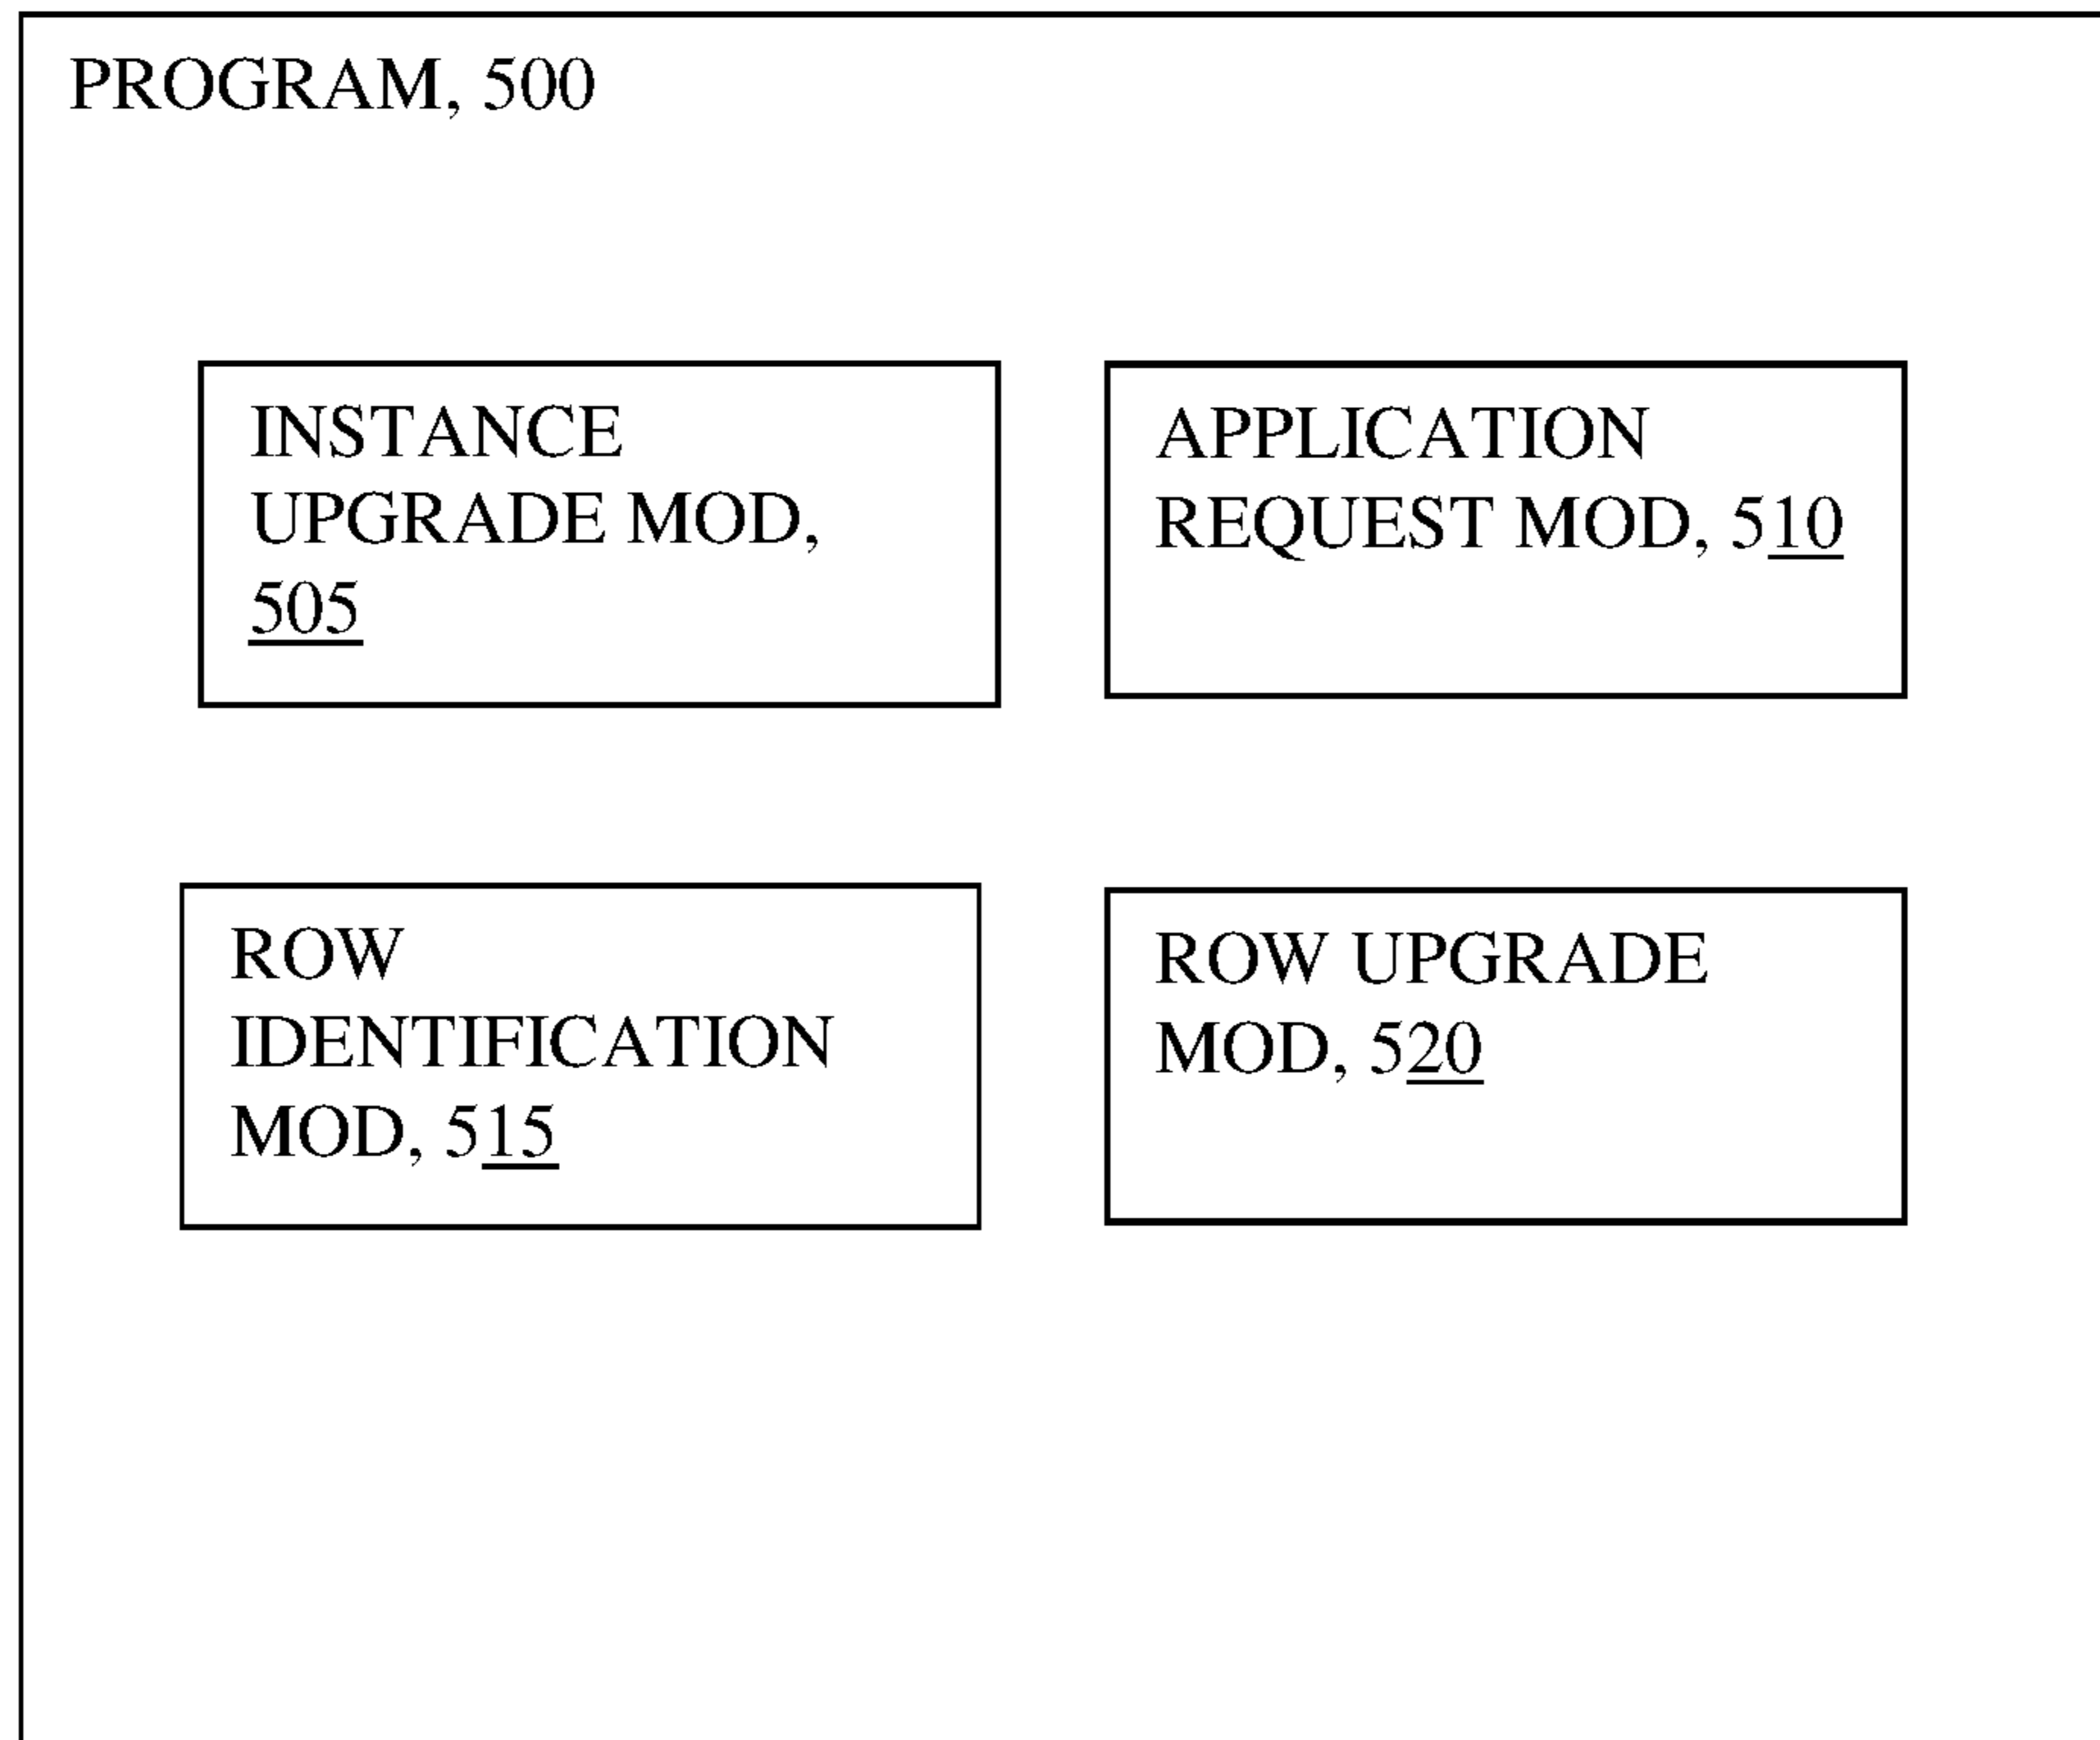 PROGRAM, 500
INSTANCE
UPGRADE MOD,
505
APPLICATION
REQUEST MOD, 510
ROW
IDENTIFICATION
MOD, 515
ROW UPGRADE
MOD, 520